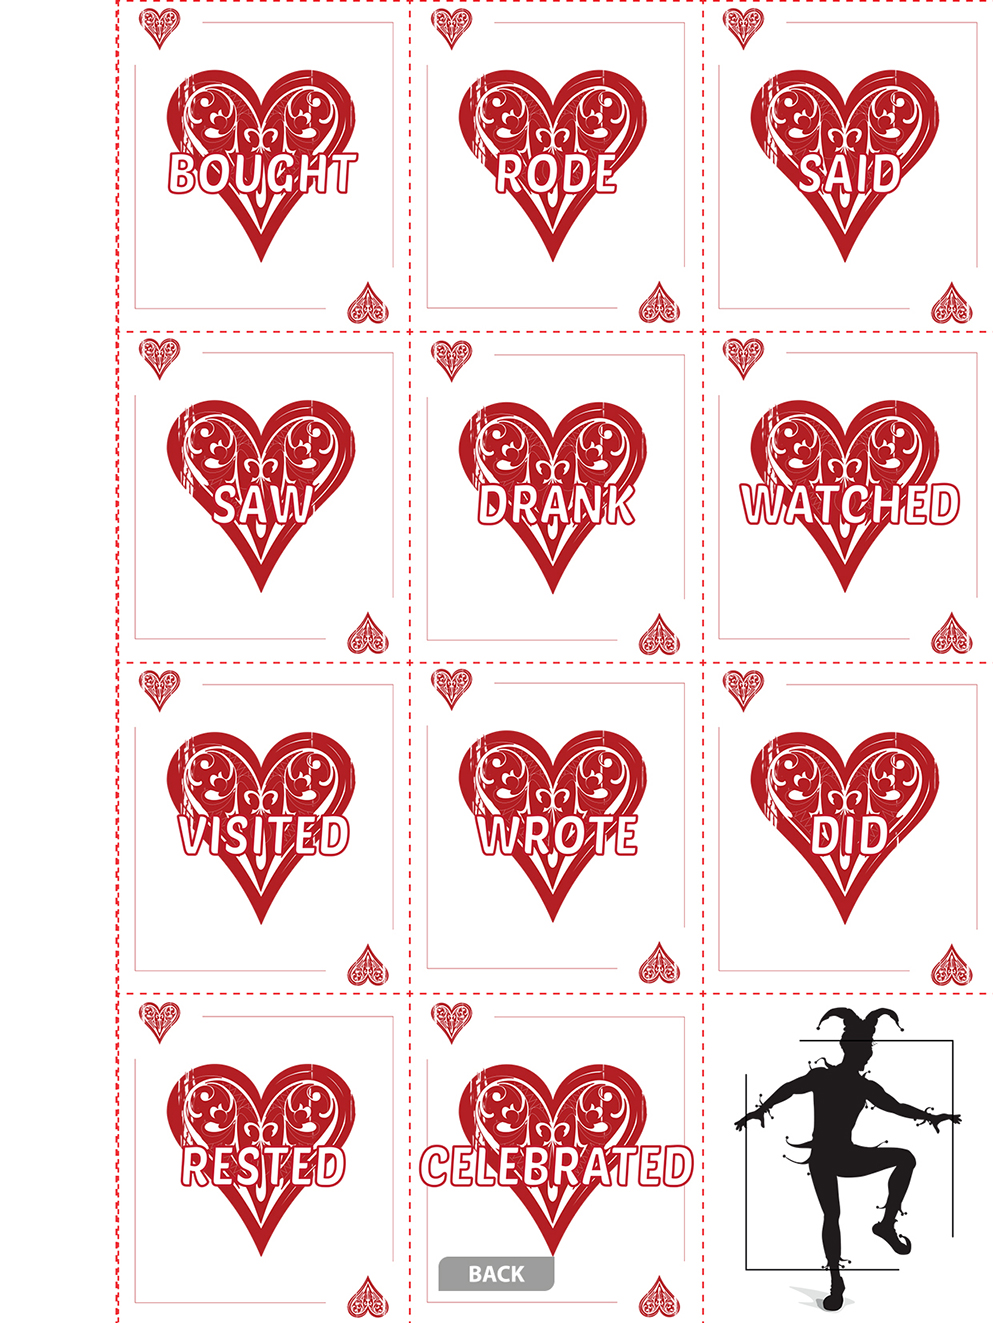 BOUGHT
RODE
SAID
SAW
DRANK
WATCHED
VISITED
WROTE
DID
RESTED
CELEBRATED
BACK